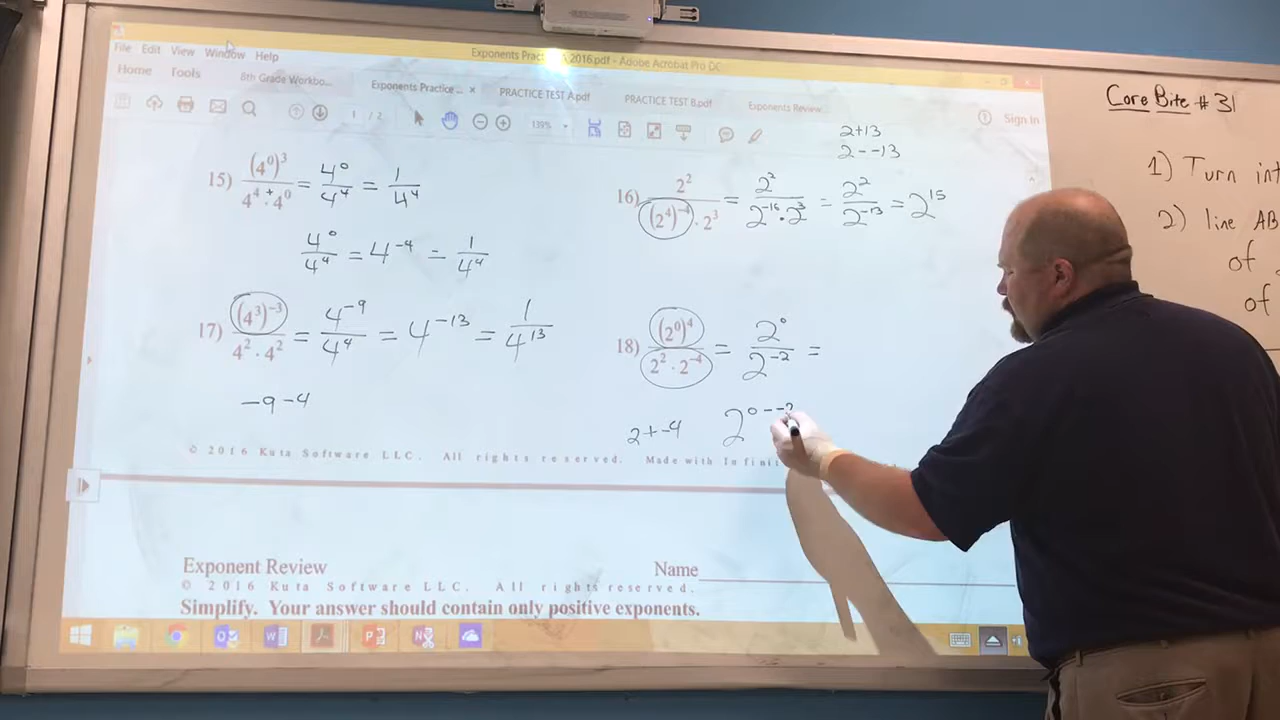 File Edit View Window Help
Exponents Practice 2016.pdf - Adobe Acrobat Pro DC
Home Tools 8th Grade Workbo... Exponents Practice ... × PRACTICE TEST A.pdf PRACTICE TEST B.pdf Exponents Review...
1 / 2 139% Sign In
Core Bite #31
1) Turn int
2) line AB
of
of
2+13
2--13
15) (4⁰)³/(4⁴ · 4⁰) = 4⁰/4⁴ = 1/4⁴
4⁰/4⁴ = 4⁻⁴ = 1/4⁴
16) 2²/((2⁴)⁻⁴ · 2³) = 2²/(2⁻¹⁶ · 2³) = 2²/2⁻¹³ = 2¹⁵
17) (4³)⁻³/(4² · 4²) = 4⁻⁹/4⁴ = 4⁻¹³ = 1/4¹³
-9-4
18) (2⁰)⁴/(2² · 2⁻⁴) = 2⁰/2⁻² =
2+-4 2⁰⁻⁻²
© 2016 Kuta Software LLC. All rights reserved. Made with Infini
Exponent Review Name
© 2016 Kuta Software LLC. All rights reserved.
Simplify. Your answer should contain only positive exponents.